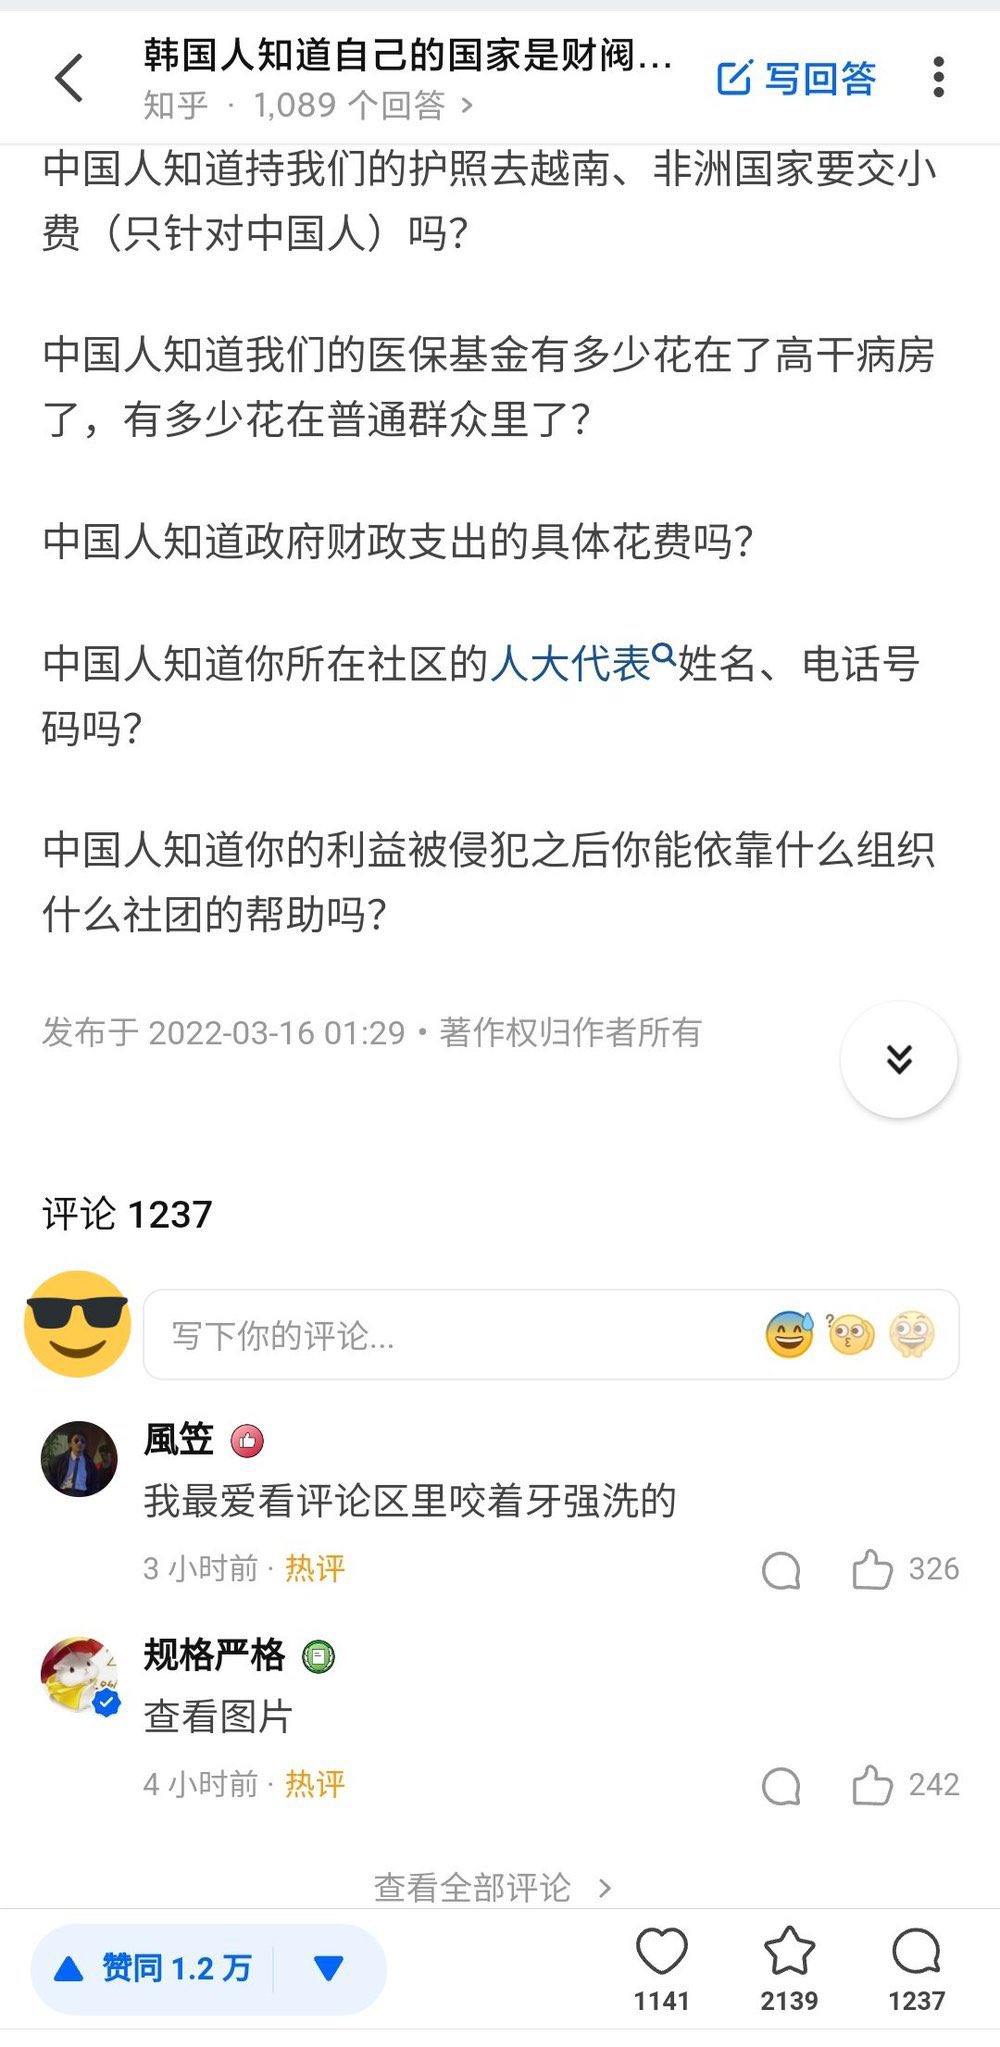 韩国人知道自己的国家是财阀...
写回答
知乎 · 1,089 个回答 >
中国人知道持我们的护照去越南、非洲国家要交小
费（只针对中国人）吗？
中国人知道我们的医保基金有多少花在了高干病房
了，有多少花在普通群众里了？
中国人知道政府财政支出的具体花费吗？
中国人知道你所在社区的人大代表姓名、电话号
码吗？
中国人知道你的利益被侵犯之后你能依靠什么组织
什么社团的帮助吗？
发布于 2022-03-16 01:29 · 著作权归作者所有
评论 1237
写下你的评论...
風笠
我最爱看评论区里咬着牙强洗的
3 小时前 · 热评
326
规格严格
查看图片
4 小时前 · 热评
242
查看全部评论 >
赞同 1.2 万
1141
2139
1237